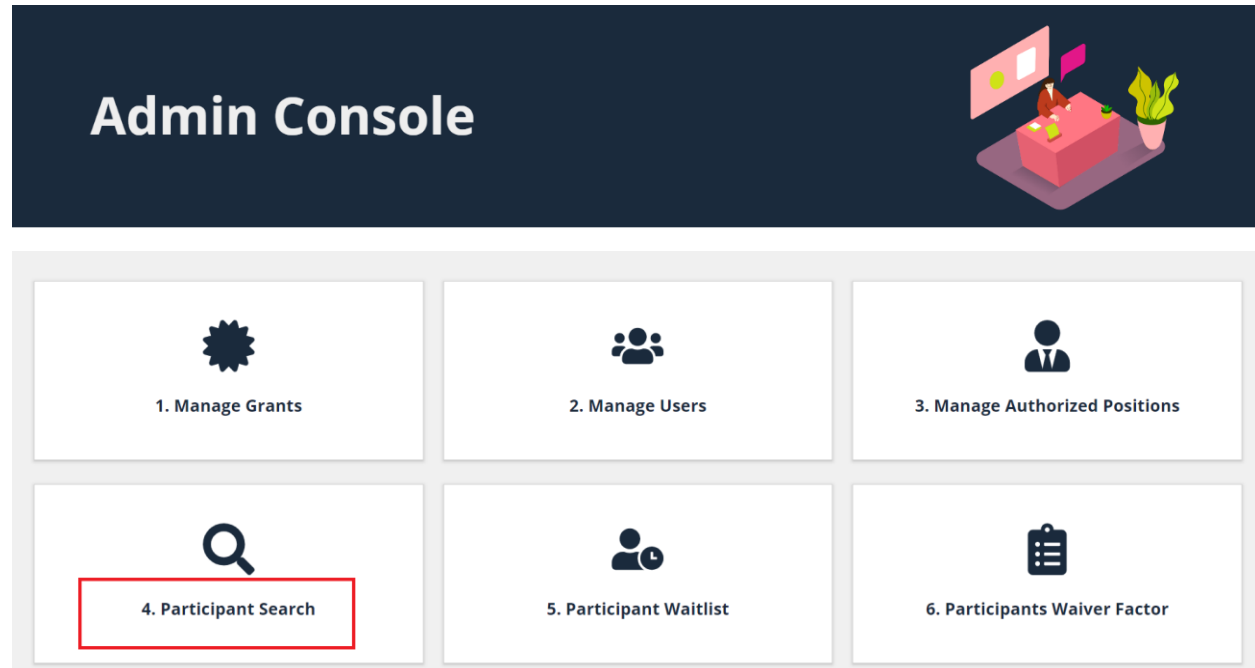 Admin Console
1. Manage Grants
2. Manage Users
3. Manage Authorized Positions
4. Participant Search
5. Participant Waitlist
6. Participants Waiver Factor